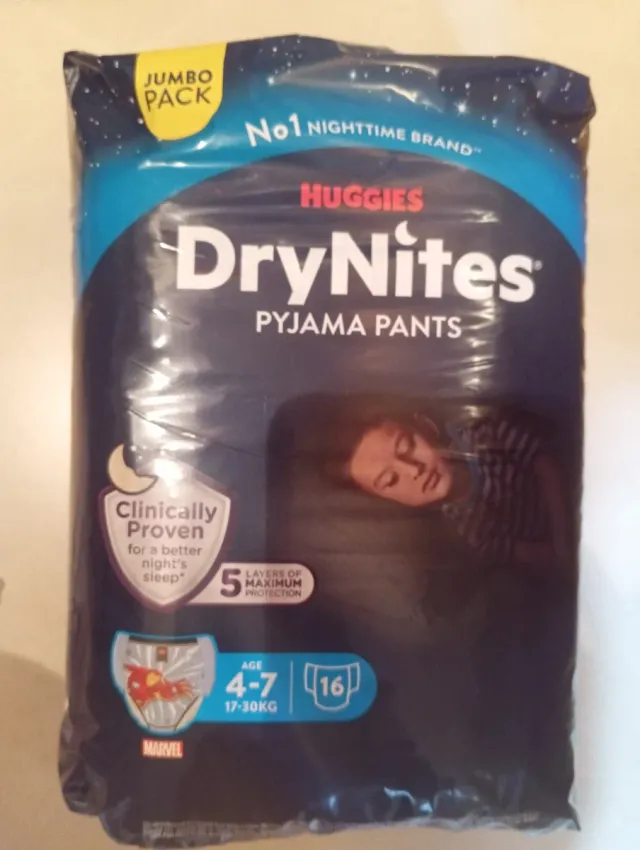 JUMBO
PACK
No1 NIGHTTIME BRAND™
HUGGIES
DryNites®
PYJAMA PANTS
Clinically
Proven
for a better
night's
sleep*
5 LAYERS OF
MAXIMUM
PROTECTION
AGE
4-7
17-30KG
16
MARVEL